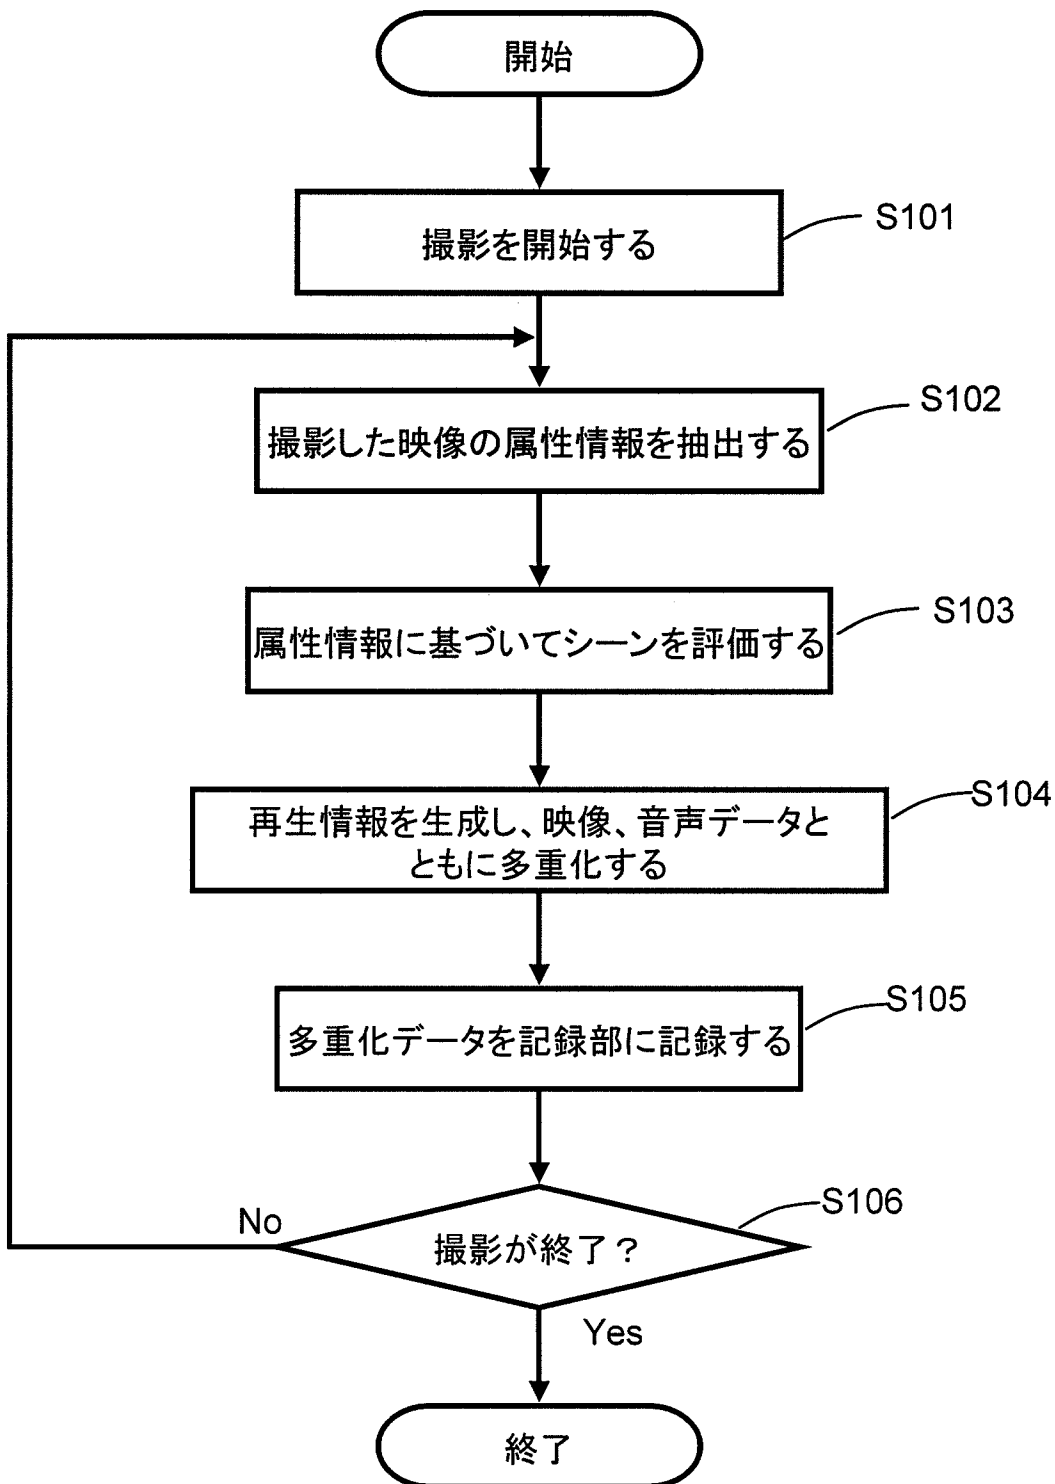 開始
撮影を開始する
S101
撮影した映像の属性情報を抽出する
S102
属性情報に基づいてシーンを評価する
S103
再生情報を生成し、映像、音声データと
ともに多重化する
S104
多重化データを記録部に記録する
S105
撮影が終了？
S106
No
Yes
終了